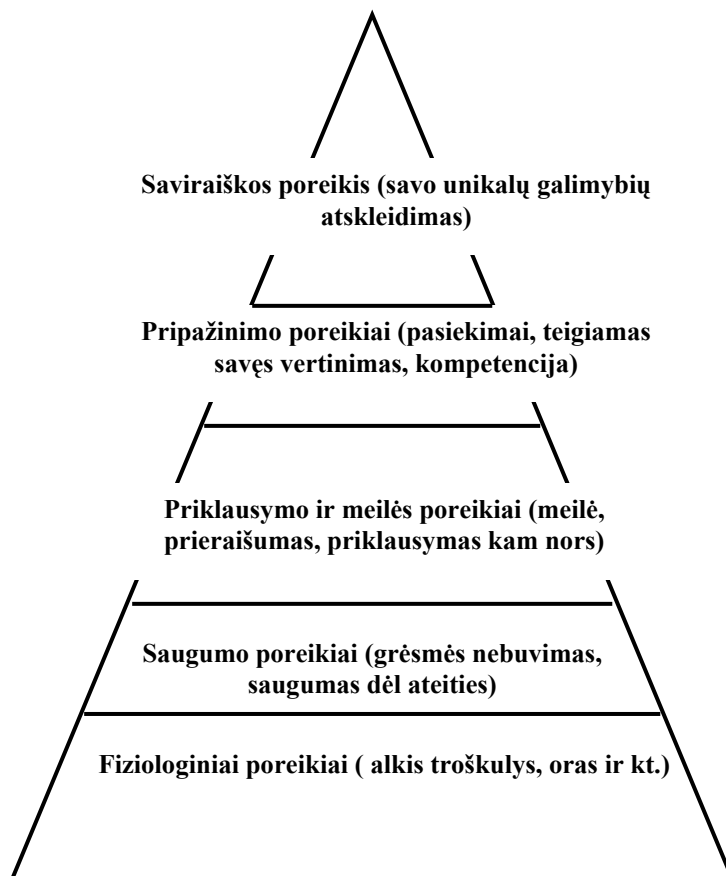 Saviraiškos poreikis (savo unikalų galimybių
atskleidimas)
Pripažinimo poreikiai (pasiekimai, teigiamas
savęs vertinimas, kompetencija)
Priklausymo ir meilės poreikiai (meilė,
prieraišumas, priklausymas kam nors)
Saugumo poreikiai (grėsmės nebuvimas,
saugumas dėl ateities)
Fiziologiniai poreikiai ( alkis troškulys, oras ir kt.)